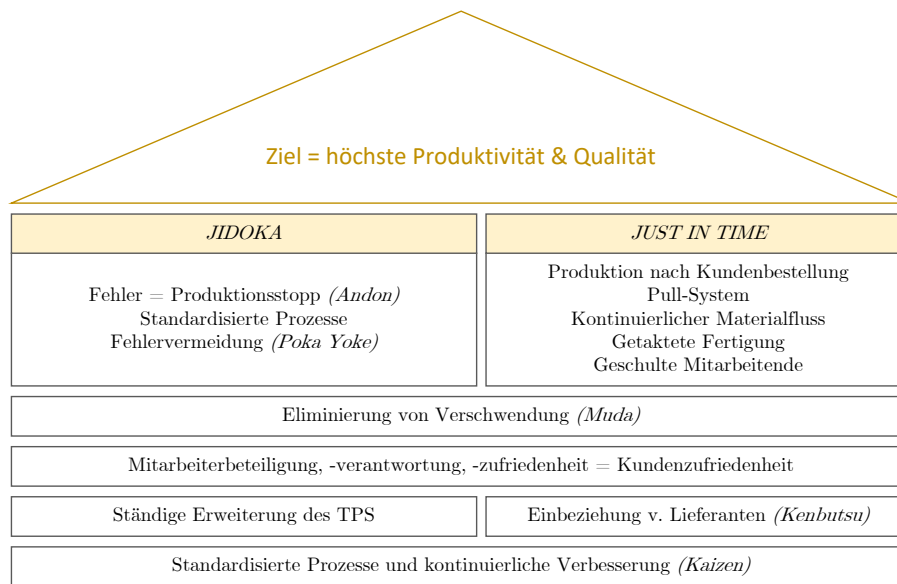 Ziel = höchste Produktivität & Qualität
JIDOKA
Fehler = Produktionsstopp (Andon)
Standardisierte Prozesse
Fehlervermeidung (Poka Yoke)
JUST IN TIME
Produktion nach Kundenbestellung
Pull-System
Kontinuierlicher Materialfluss
Getaktete Fertigung
Geschulte Mitarbeitende
Eliminierung von Verschwendung (Muda)
Mitarbeiterbeteiligung, -verantwortung, -zufriedenheit = Kundenzufriedenheit
Ständige Erweiterung des TPS
Einbeziehung v. Lieferanten (Kenbutsu)
Standardisierte Prozesse und kontinuierliche Verbesserung (Kaizen)